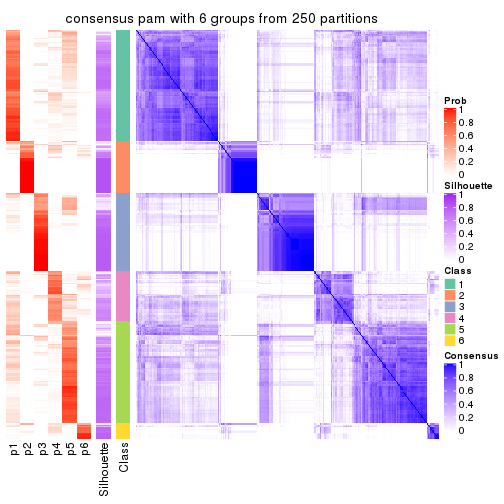 consensus pam with 6 groups from 250 partitions
Prob
1
0.8
0.6
0.4
0.2
0
Silhouette
1
0.8
0.6
0.4
0.2
0
Class
1
2
3
4
5
6
Consensus
1
0.8
0.6
0.4
0.2
0
p1
p2
p3
p4
p5
p6
Silhouette
Class